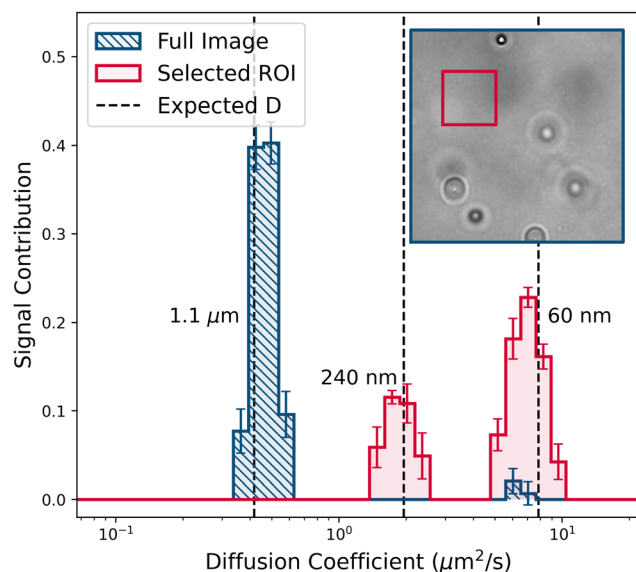 Full Image
Selected ROI
Expected D
0.5
0.4
0.3
0.2
0.1
0.0
Signal Contribution
1.1 μm
240 nm
60 nm
10⁻¹
10⁰
10¹
Diffusion Coefficient (μm²/s)